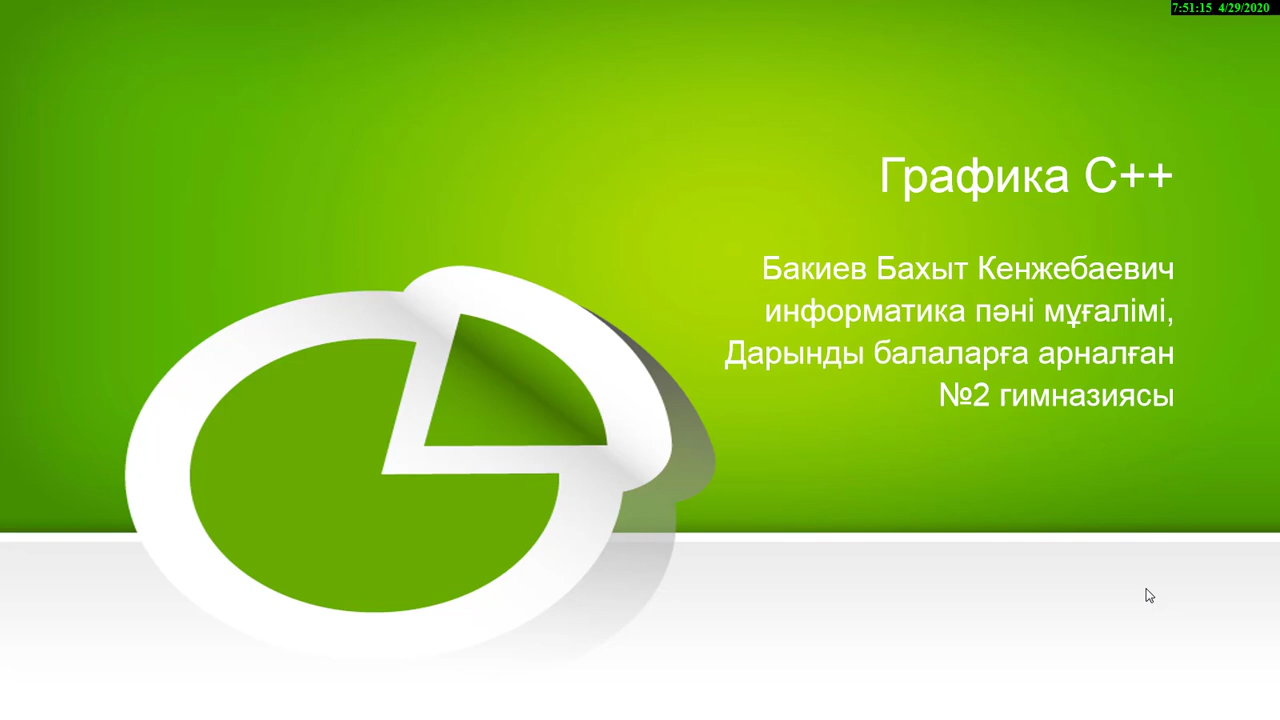 7:51:15 4/29/2020
Графика С++
Бакиев Бахыт Кенжебаевич
информатика пәні мұғалімі,
Дарынды балаларға арналған
№2 гимназиясы